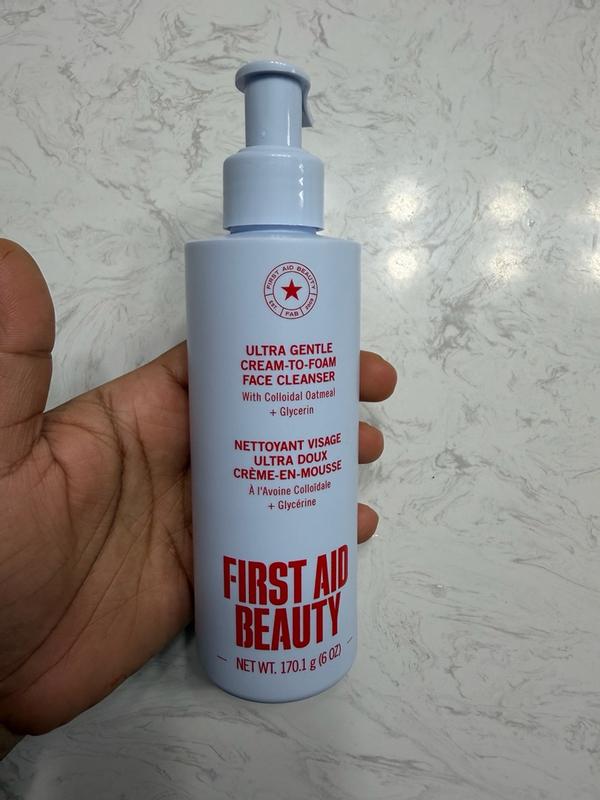 FIRST AID BEAUTY
EST. FAB 2009
ULTRA GENTLE
CREAM-TO-FOAM
FACE CLEANSER
With Colloidal Oatmeal
+ Glycerin
NETTOYANT VISAGE
ULTRA DOUX
CRÈME-EN-MOUSSE
À l'Avoine Colloïdale
+ Glycérine
FIRST AID
BEAUTY
NET WT. 170.1 g (6 OZ)